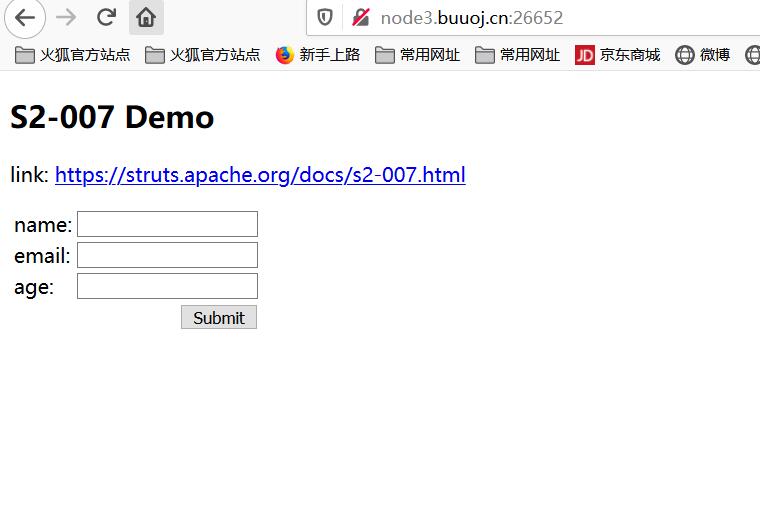 node3.buuoj.cn:26652
火狐官方站点 火狐官方站点 新手上路 常用网址 常用网址 JD 京东商城 微博
S2-007 Demo
link: https://struts.apache.org/docs/s2-007.html
name:
email:
age:
Submit